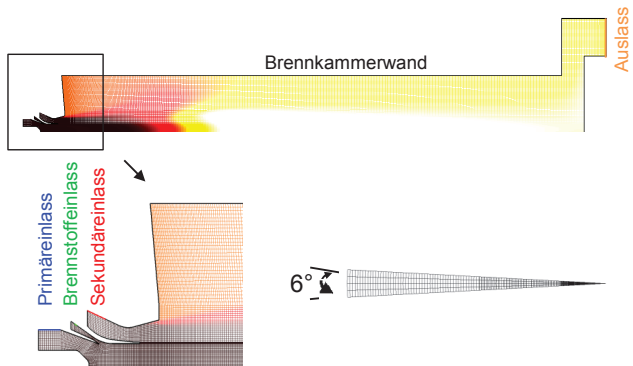 Brennkammerwand
Auslass
Primäreinlass
Brennstoffeinlass
Sekundäreinlass
6°